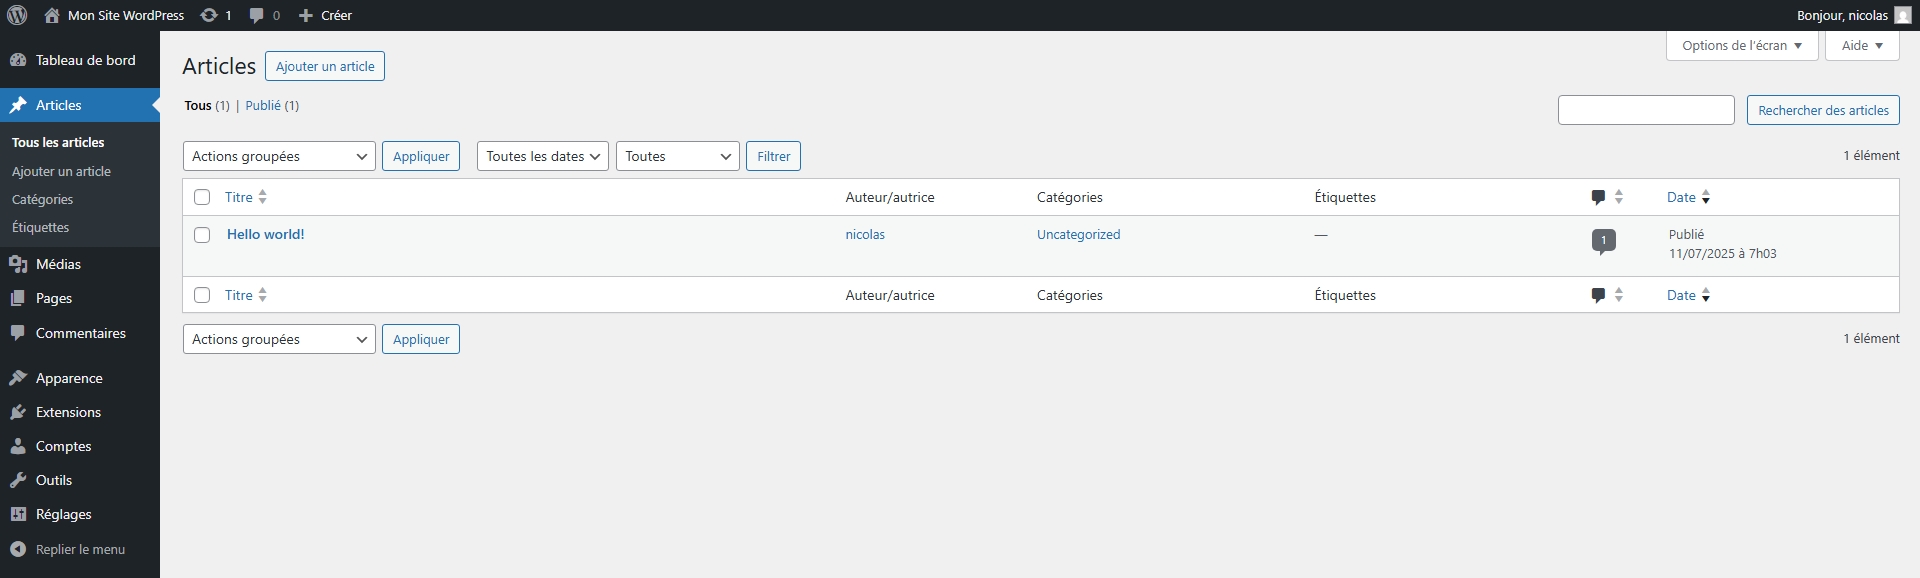 Mon Site WordPress 1 0 Créer Bonjour, nicolas
Tableau de bord
Articles
Tous les articles
Ajouter un article
Catégories
Étiquettes
Médias
Pages
Commentaires
Apparence
Extensions
Comptes
Outils
Réglages
Replier le menu
Options de l'écran Aide
Articles Ajouter un article
Tous (1) | Publié (1)
Rechercher des articles
Actions groupées Appliquer Toutes les dates Toutes Filtrer 1 élément
Titre Auteur/autrice Catégories Étiquettes Date
Hello world! nicolas Uncategorized — 1 Publié
11/07/2025 à 7h03
Titre Auteur/autrice Catégories Étiquettes Date
Actions groupées Appliquer 1 élément